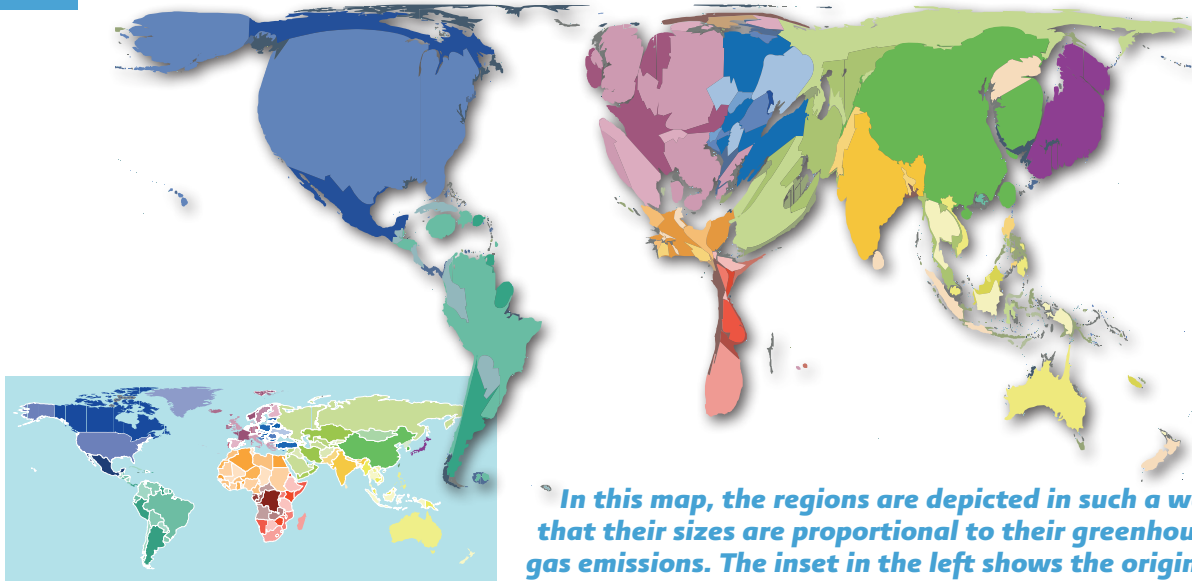 In this map, the regions are depicted in such a w
that their sizes are proportional to their greenhou
gas emissions. The inset in the left shows the origin